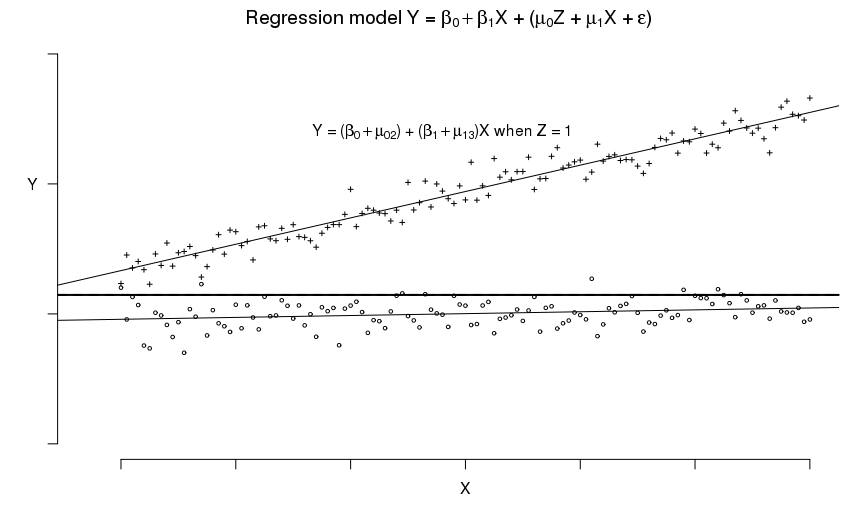 Regression model Y = β₀ + β₁X + (μ₀Z + μ₁X + ε)
Y = (β₀ + μ₀₂) + (β₁ + μ₁₃)X when Z = 1
Y
X